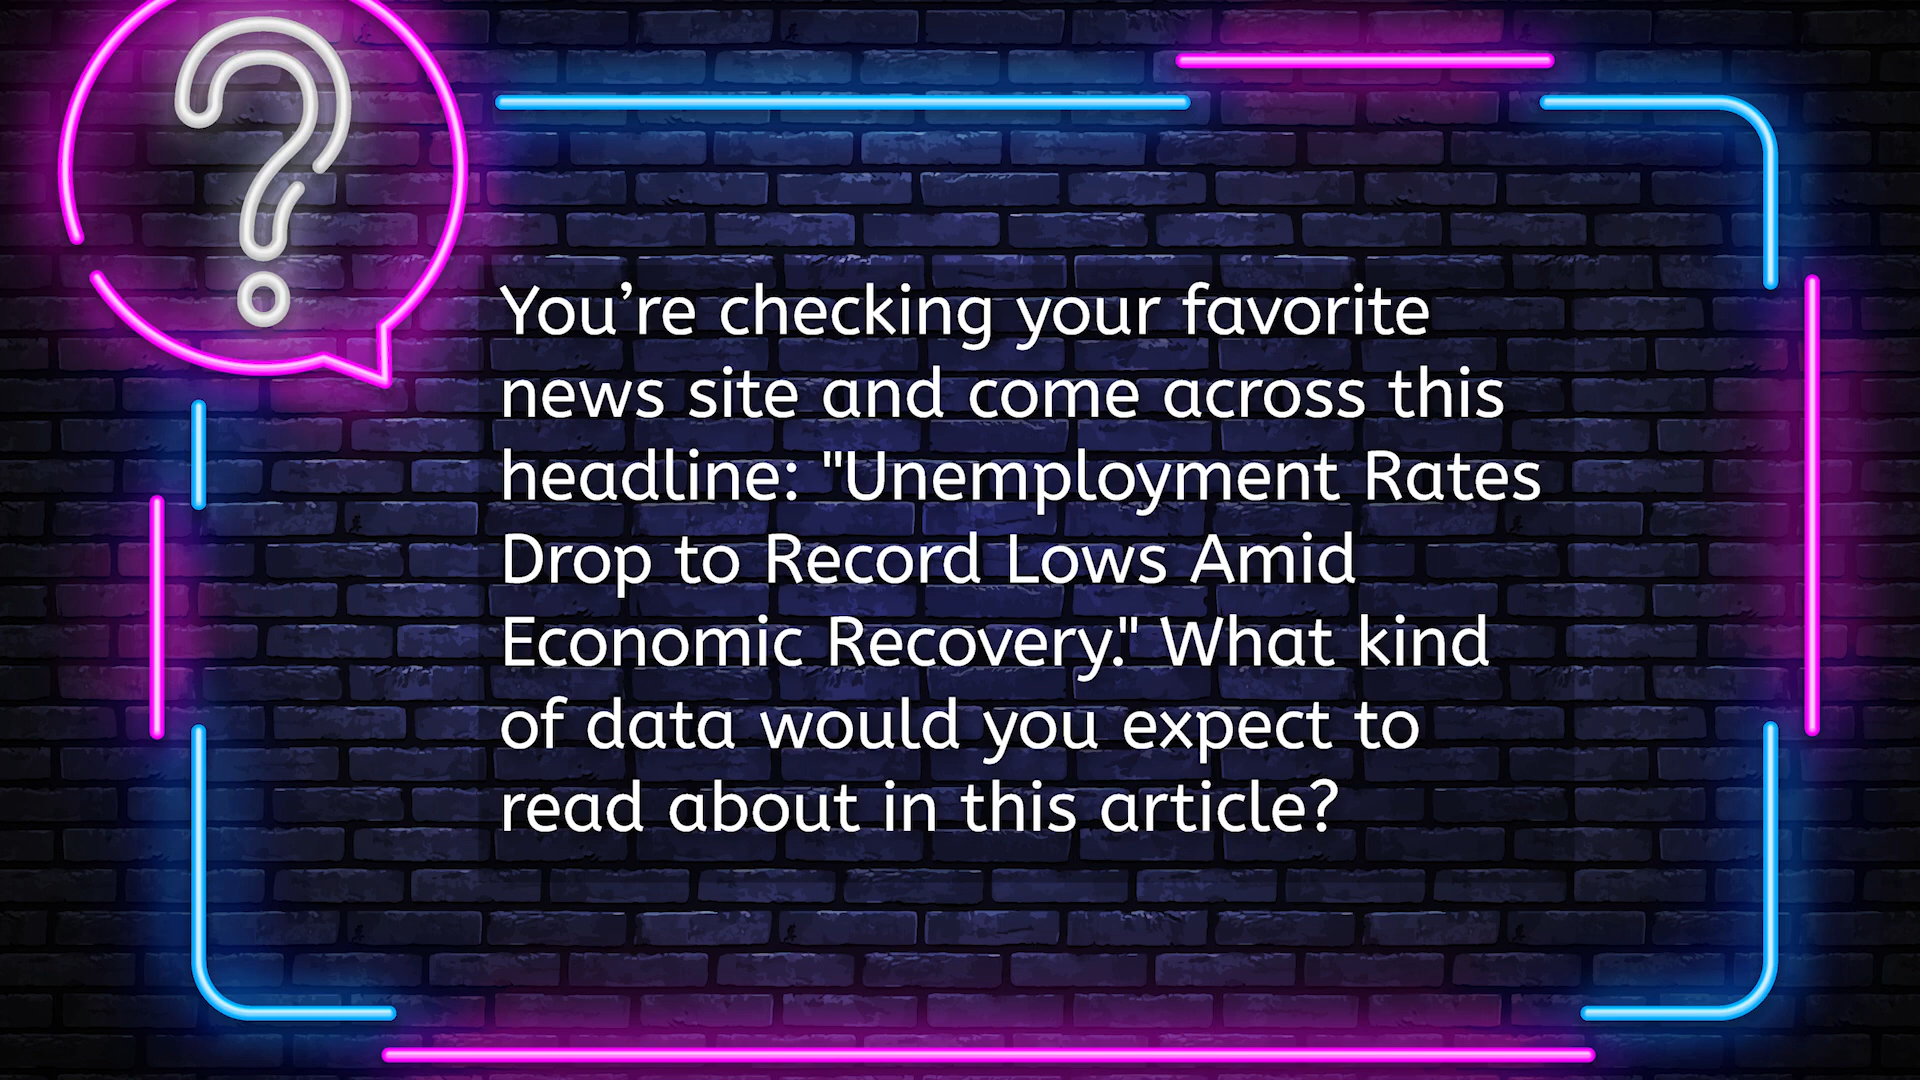 You’re checking your favorite
news site and come across this
headline: "Unemployment Rates
Drop to Record Lows Amid
Economic Recovery." What kind
of data would you expect to
read about in this article?